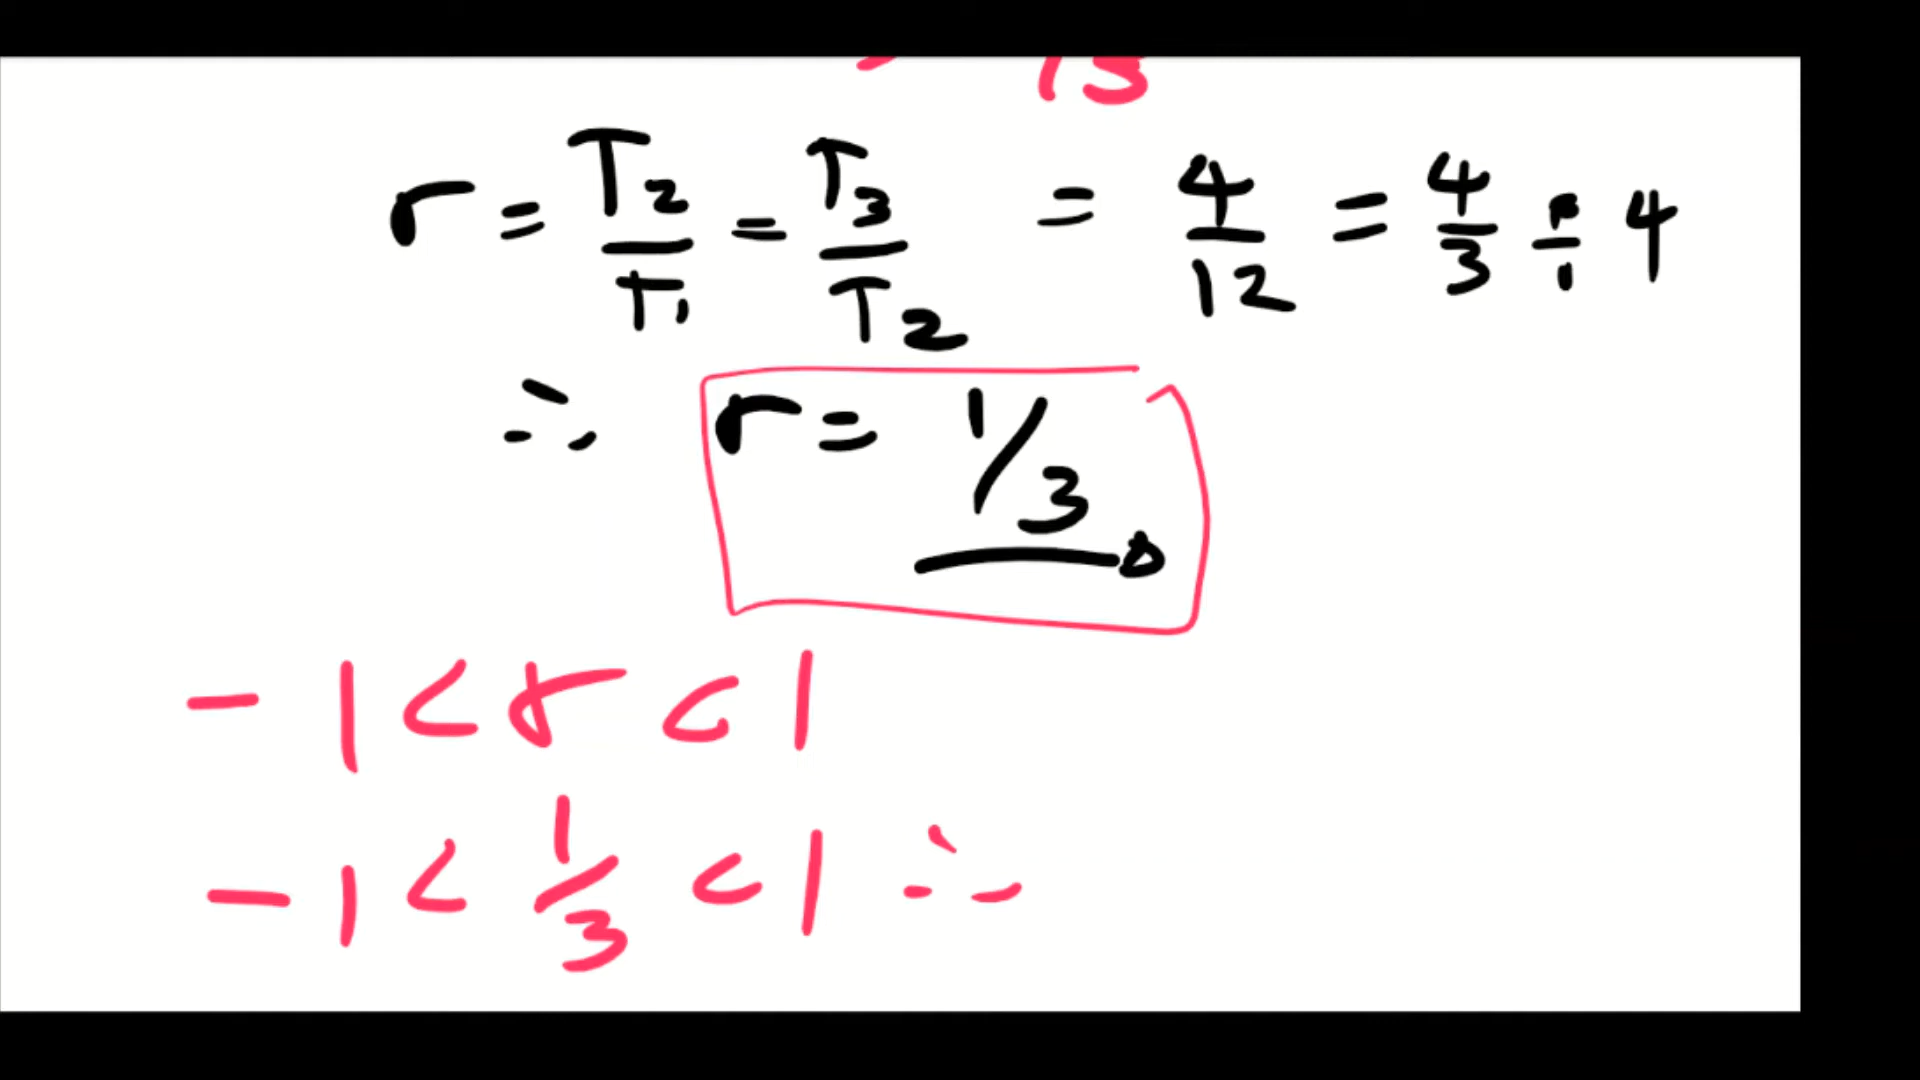 r = T₂/T₁ = T₃/T₂ = 4/12 = 4/3 ÷ 4
∴ r = 1/3
-1 < r < 1
-1 < 1/3 < 1 ∴